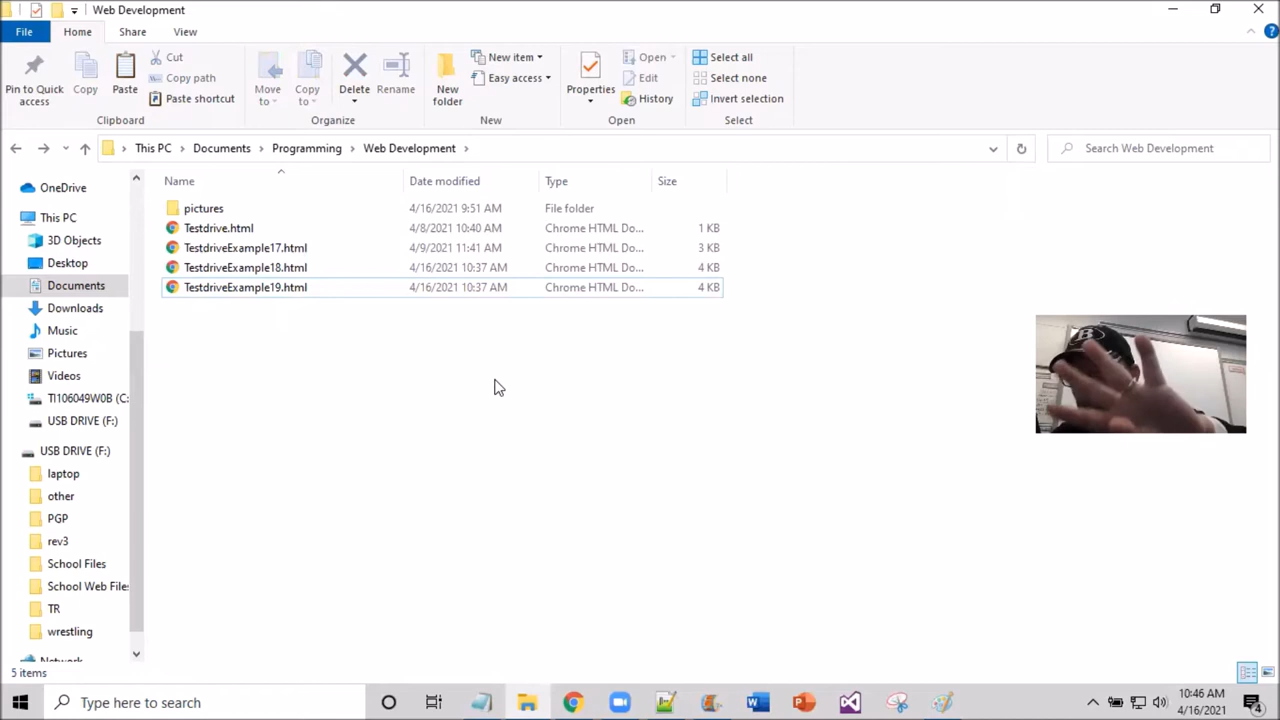 Web Development
File Home Share View
Pin to Quick access
Copy
Paste
Cut
Copy path
Paste shortcut
Clipboard
Move to
Copy to
Delete
Rename
Organize
New folder
New item
Easy access
New
Properties
Open
Edit
History
Open
Select all
Select none
Invert selection
Select
This PC > Documents > Programming > Web Development >
Search Web Development
OneDrive
This PC
3D Objects
Desktop
Documents
Downloads
Music
Pictures
Videos
TI106049W0B (C:
USB DRIVE (F:)
USB DRIVE (F:)
laptop
other
PGP
rev3
School Files
School Web Files
TR
wrestling
Network
Name Date modified Type Size
pictures 4/16/2021 9:51 AM File folder
Testdrive.html 4/8/2021 10:40 AM Chrome HTML Do... 1 KB
TestdriveExample17.html 4/9/2021 11:41 AM Chrome HTML Do... 3 KB
TestdriveExample18.html 4/16/2021 10:37 AM Chrome HTML Do... 4 KB
TestdriveExample19.html 4/16/2021 10:37 AM Chrome HTML Do... 4 KB
B
5 items
Type here to search
10:46 AM
4/16/2021
4